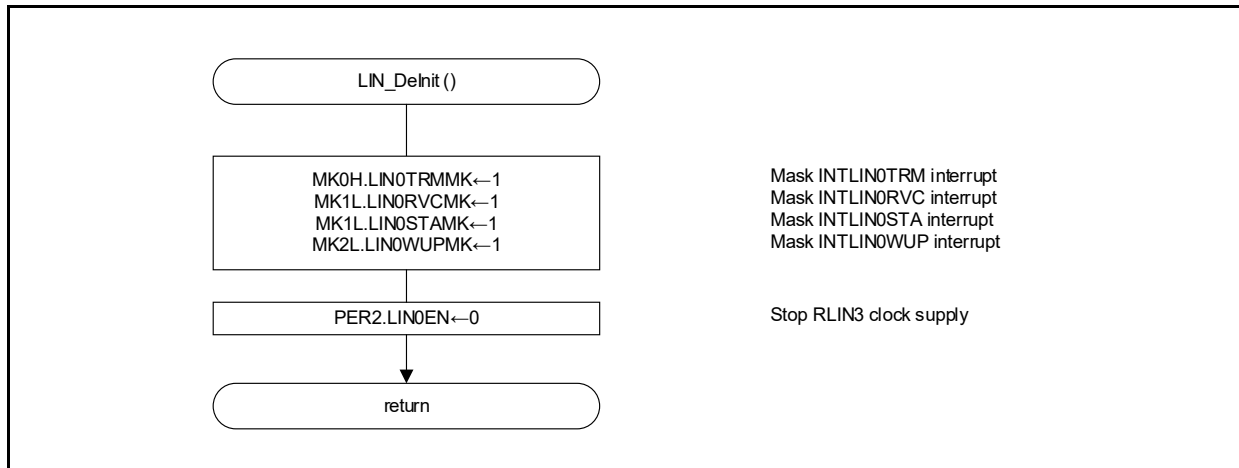 LIN_DeInit ()
MK0H.LIN0TRMMK←1
MK1L.LIN0RVCMK←1
MK1L.LIN0STAMK←1
MK2L.LIN0WUPMK←1
Mask INTLIN0TRM interrupt
Mask INTLIN0RVC interrupt
Mask INTLIN0STA interrupt
Mask INTLIN0WUP interrupt
PER2.LIN0EN←0
Stop RLIN3 clock supply
return